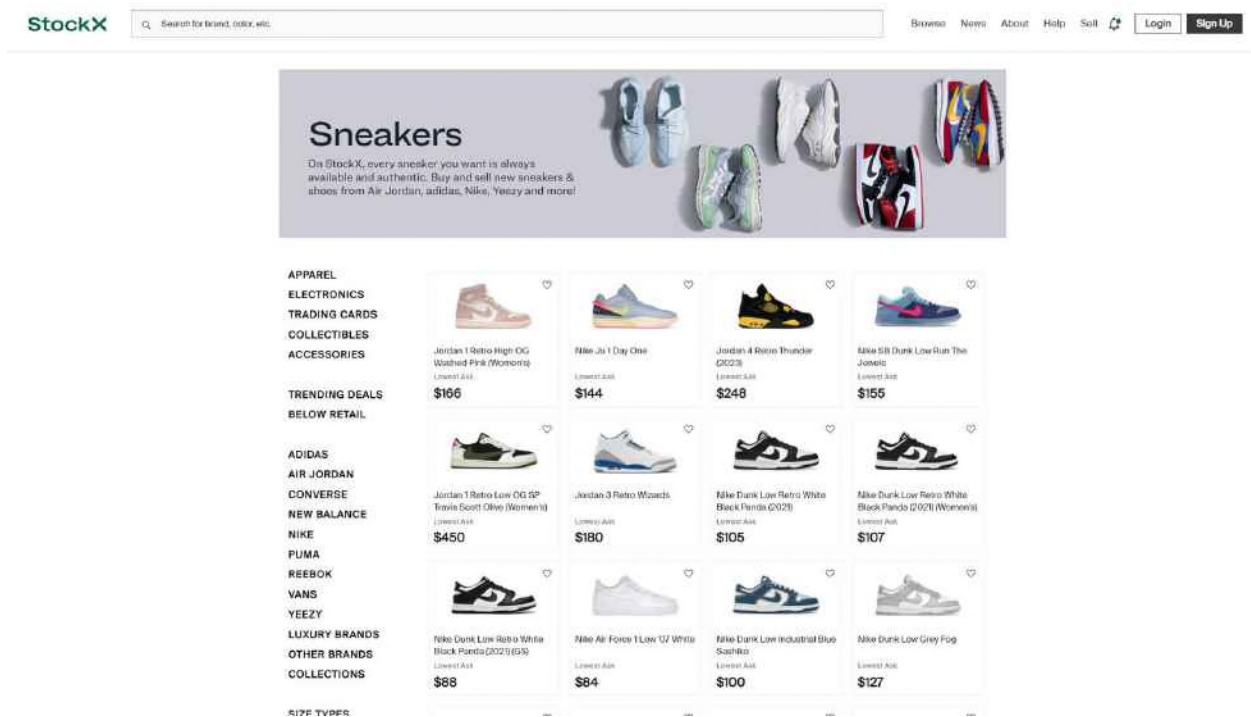 StockX
Search for brand, color, etc.
Browse News About Help Sell Login Sign Up
Sneakers
On StockX, every sneaker you want is always
available and authentic. Buy and sell new sneakers &
shoes from Air Jordan, adidas, Nike, Yeezy and more!
APPAREL
ELECTRONICS
TRADING CARDS
COLLECTIBLES
ACCESSORIES
TRENDING DEALS
BELOW RETAIL
ADIDAS
AIR JORDAN
CONVERSE
NEW BALANCE
NIKE
PUMA
REEBOK
VANS
YEEZY
LUXURY BRANDS
OTHER BRANDS
COLLECTIONS
SIZE TYPES
Jordan 1 Retro High OG
Washed Pink (Women's)
Lowest Ask
$166
Nike Ja 1 Day One
Lowest Ask
$144
Jordan 4 Retro Thunder
(2023)
Lowest Ask
$248
Nike SB Dunk Low Run The
Jewels
Lowest Ask
$155
Jordan 1 Retro Low OG SP
Travis Scott Olive (Women's)
Lowest Ask
$450
Jordan 3 Retro Wizards
Lowest Ask
$180
Nike Dunk Low Retro White
Black Panda (2021)
Lowest Ask
$105
Nike Dunk Low Retro White
Black Panda (2021) (Women's)
Lowest Ask
$107
Nike Dunk Low Retro White
Black Panda (2021) (GS)
Lowest Ask
$88
Nike Air Force 1 Low '07 White
Lowest Ask
$84
Nike Dunk Low Industrial Blue
Sashiko
Lowest Ask
$100
Nike Dunk Low Grey Fog
Lowest Ask
$127